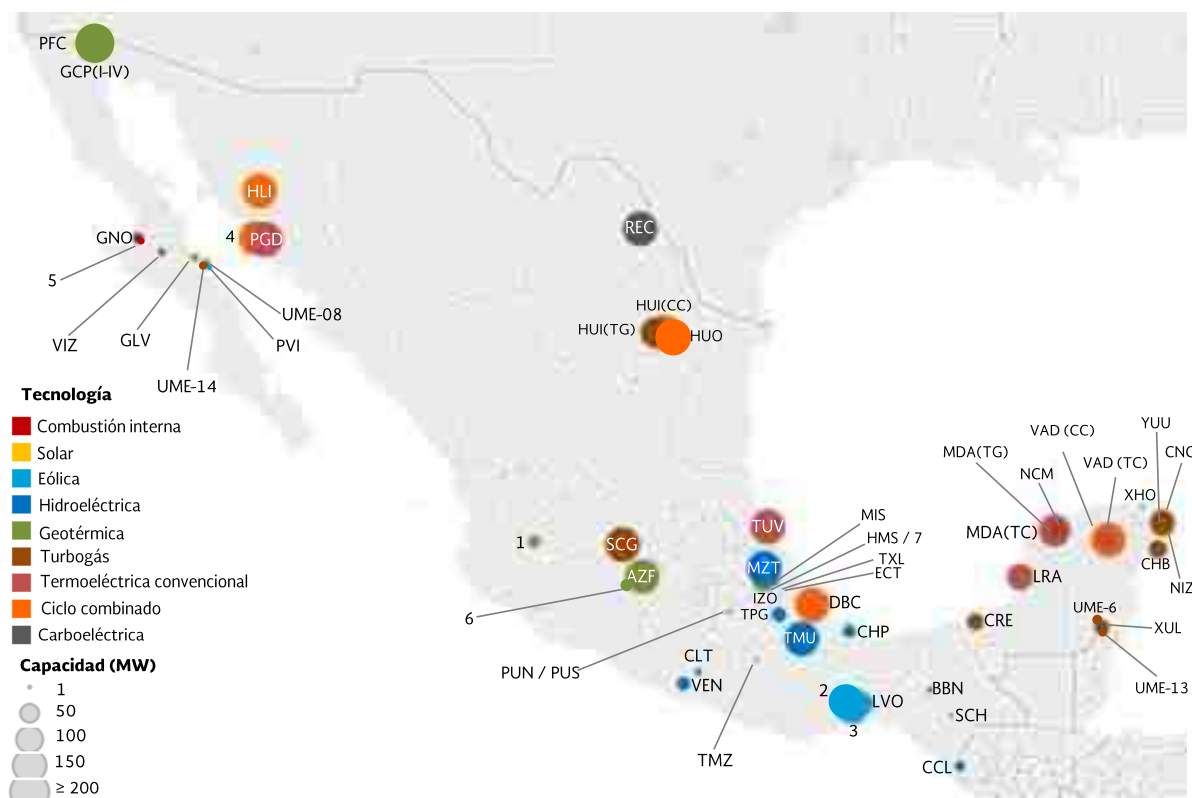 PFC
GCP(I-IV)
HLI
4
PGD
GNO
5
VIZ
GLV
UME-14
PVI
UME-08
REC
HUI(CC)
HUI(TG)
HUO
Tecnología
Combustión interna
Solar
Eólica
Hidroeléctrica
Geotérmica
Turbogás
Termoeléctrica convencional
Ciclo combinado
Carboeléctrica
Capacidad (MW)
1
50
100
150
≥ 200
1
SCG
AZF
6
TUV
MZT
MIS
HMS / 7
TXL
ECT
IZO
TPG
DBC
TMU
CHP
PUN / PUS
CLT
VEN
TMZ
2
LVO
3
BBN
SCH
CCL
CRE
LRA
MDA(TG)
NCM
MDA(TC)
VAD (CC)
VAD (TC)
YUU
CNC
XHO
CHB
NIZ
UME-6
XUL
UME-13